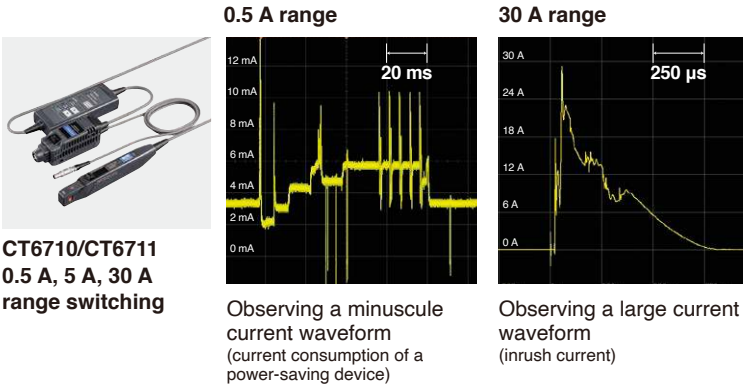 0.5 A range
12 mA
10 mA
8 mA
6 mA
4 mA
2 mA
0 mA
20 ms
30 A range
30 A
24 A
18 A
12 A
6 A
0 A
250 µs
CT6710/CT6711
0.5 A, 5 A, 30 A
range switching
Observing a minuscule
current waveform
(current consumption of a
power-saving device)
Observing a large current
waveform
(inrush current)